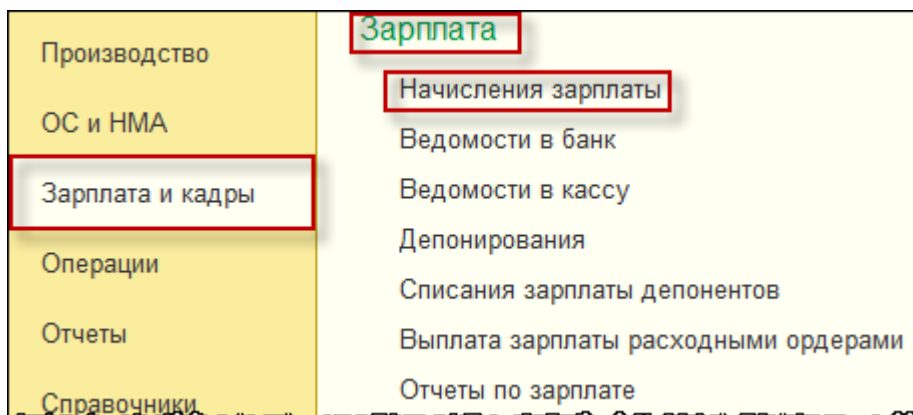 Производство
ОС и НМА
Зарплата и кадры
Операции
Отчеты
Справочники
Зарплата
Начисления зарплаты
Ведомости в банк
Ведомости в кассу
Депонирования
Списания зарплаты депонентов
Выплата зарплаты расходными ордерами
Отчеты по зарплате